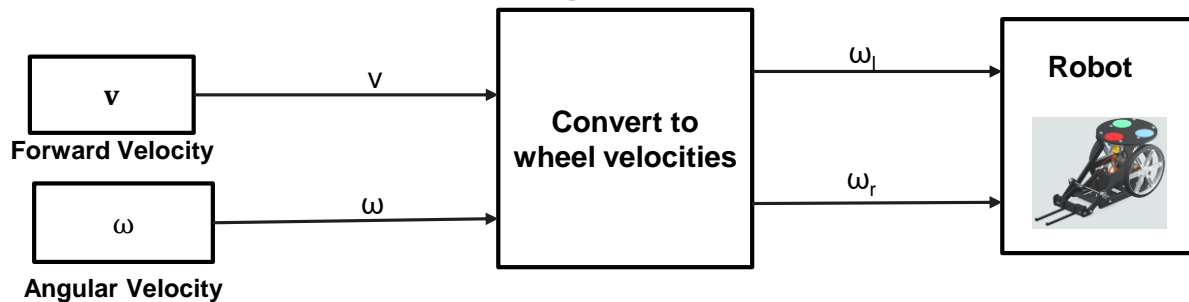 v
Forward Velocity
v
ω
Angular Velocity
ω
Convert to
wheel velocities
ωl
ωr
Robot